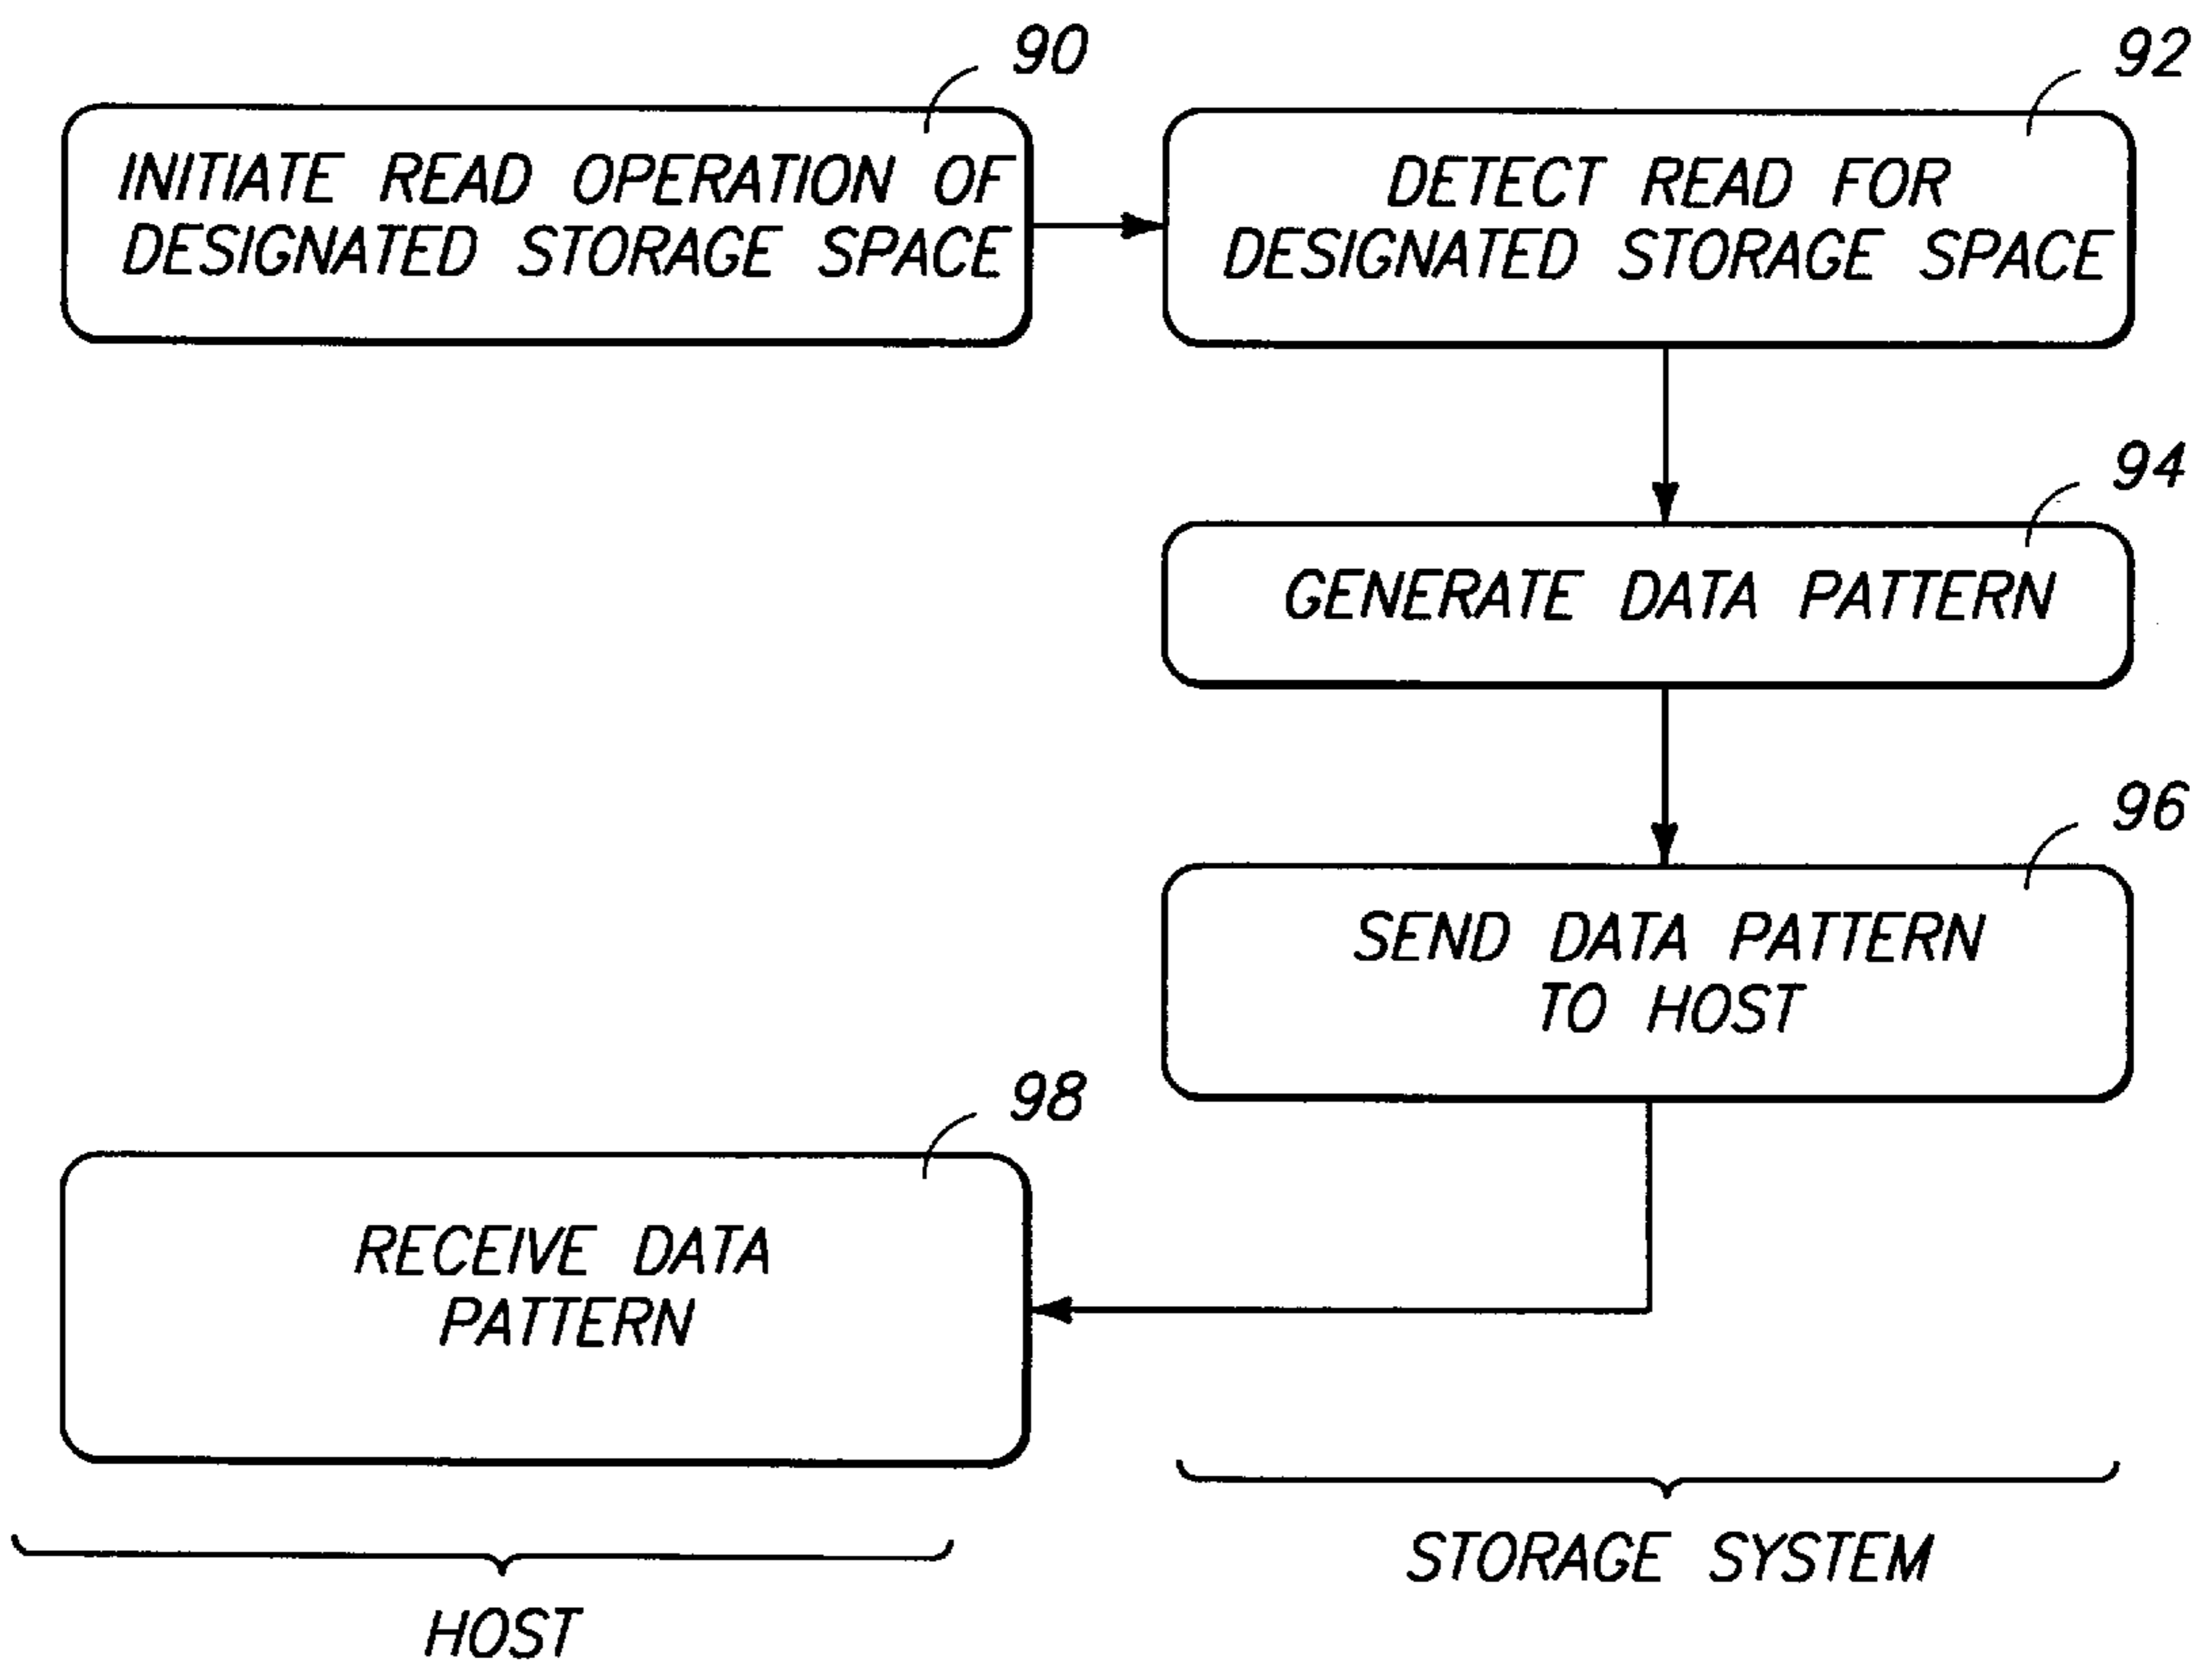 90
INITIATE READ OPERATION OF
DESIGNATED STORAGE SPACE
92
DETECT READ FOR
DESIGNATED STORAGE SPACE
94
GENERATE DATA PATTERN
96
SEND DATA PATTERN
TO HOST
98
RECEIVE DATA
PATTERN
HOST
STORAGE SYSTEM